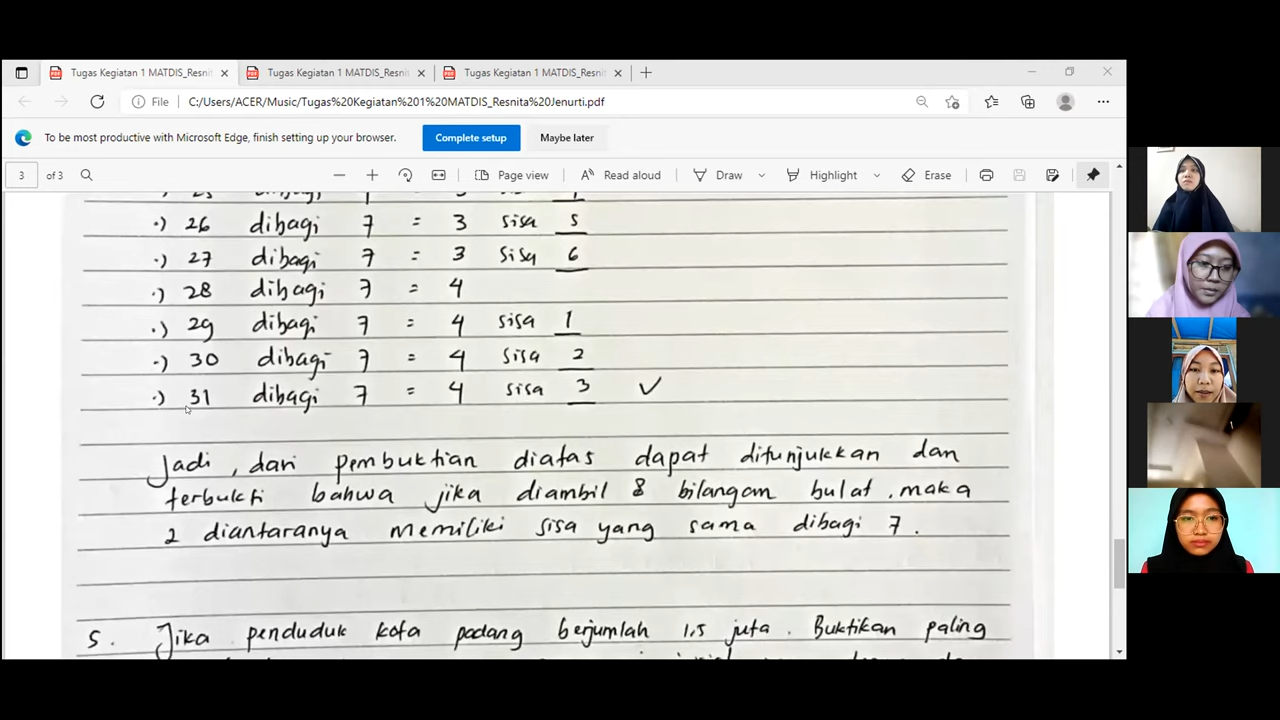 Tugas Kegiatan 1 MATDIS_Resnit
Tugas Kegiatan 1 MATDIS_Resnit
Tugas Kegiatan 1 MATDIS_Resnit
File C:/Users/ACER/Music/Tugas%20Kegiatan%201%20MATDIS_Resnita%20Jenurti.pdf
To be most productive with Microsoft Edge, finish setting up your browser. Complete setup Maybe later
3 of 3 Page view Read aloud Draw Highlight Erase
·) 26 dibagi 7 = 3 sisa 5
·) 27 dibagi 7 = 3 sisa 6
·) 28 dibagi 7 = 4
·) 29 dibagi 7 = 4 sisa 1
·) 30 dibagi 7 = 4 sisa 2
·) 31 dibagi 7 = 4 sisa 3 ✓
Jadi, dari pembuktian diatas dapat ditunjukkan dan
terbukti bahwa jika diambil 8 bilangan bulat, maka
2 diantaranya memiliki sisa yang sama dibagi 7.
5. Jika penduduk kota padang berjumlah 1,5 juta. Buktikan paling